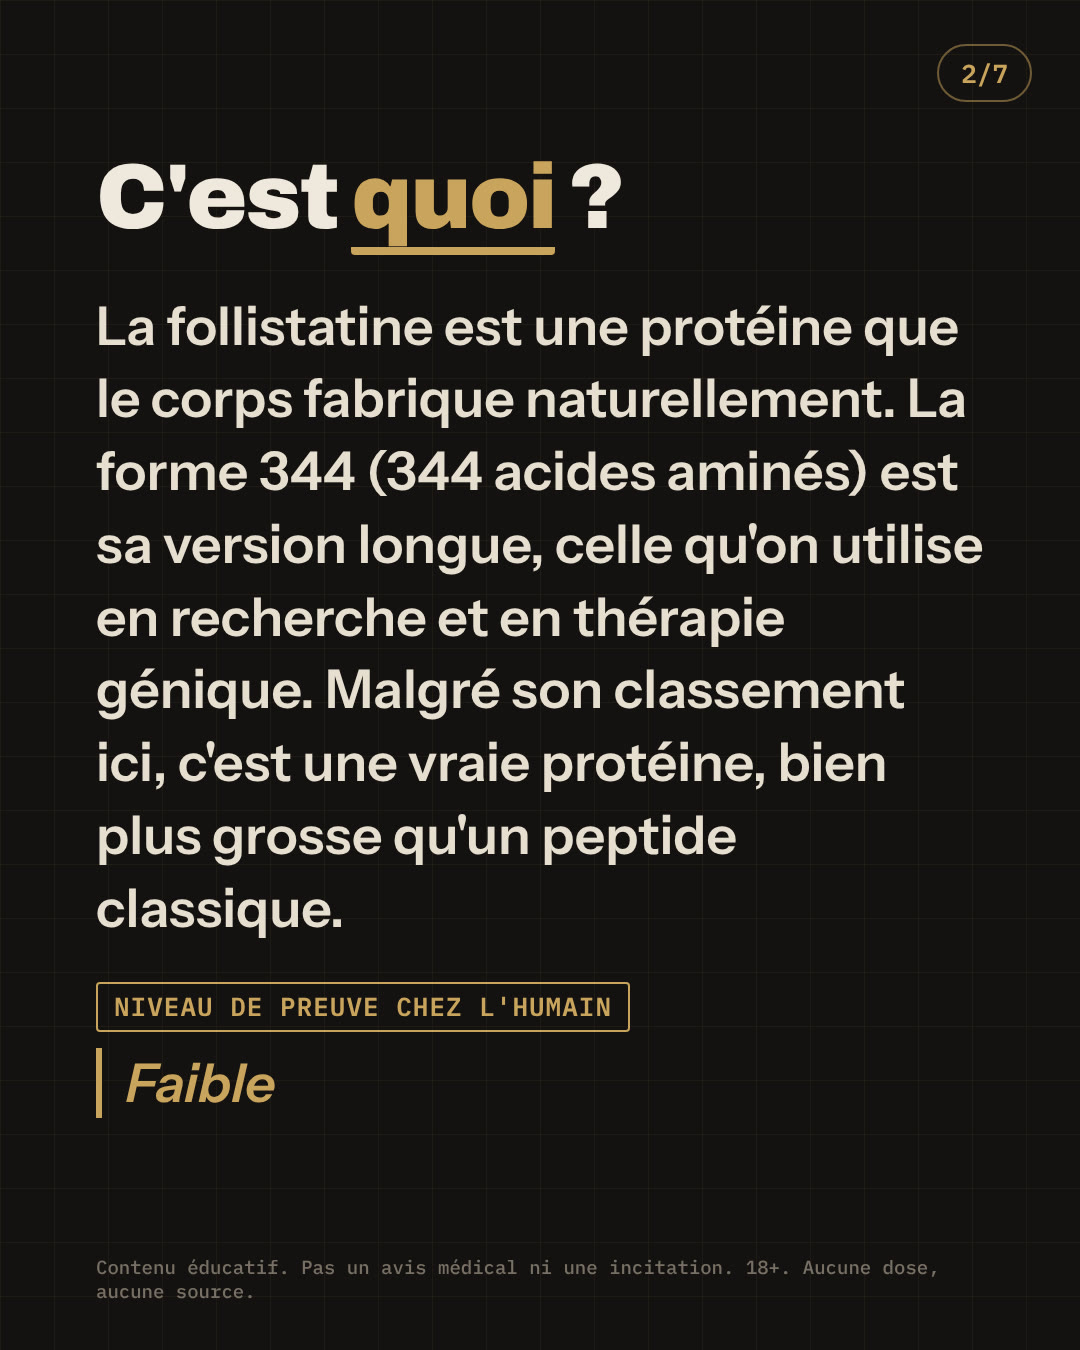 2/7
C'est quoi ?
La follistatine est une protéine que
le corps fabrique naturellement. La
forme 344 (344 acides aminés) est
sa version longue, celle qu'on utilise
en recherche et en thérapie
génique. Malgré son classement
ici, c'est une vraie protéine, bien
plus grosse qu'un peptide
classique.
NIVEAU DE PREUVE CHEZ L'HUMAIN
Faible
Contenu éducatif. Pas un avis médical ni une incitation. 18+. Aucune dose,
aucune source.